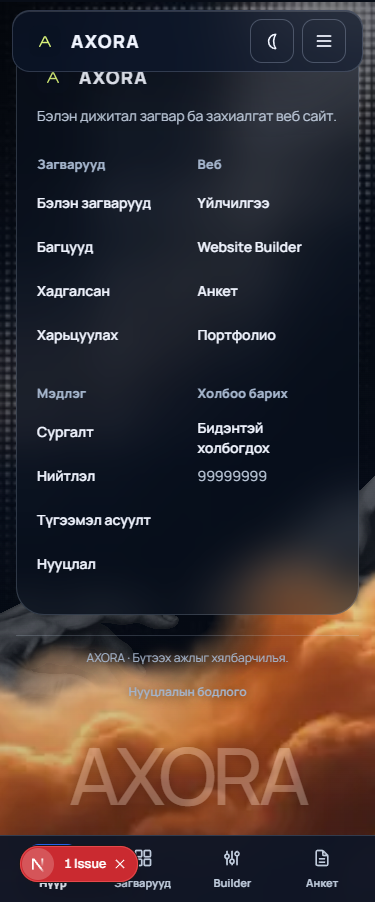 AXORA
AXORA
Бэлэн дижитал загвар ба захиалгат веб сайт.
Загварууд
Веб
Бэлэн загварууд
Үйлчилгээ
Багцууд
Website Builder
Хадгалсан
Анкет
Харьцуулах
Портфолио
Мэдлэг
Холбоо барих
Сургалт
Бидэнтэй
холбогдох
Нийтлэл
99999999
Түгээмэл асуулт
Нууцлал
AXORA · Бүтээх ажлыг хялбарчилья.
Нууцлалын бодлого
AXORA
1 Issue
Нүүр
Загварууд
Builder
Анкет